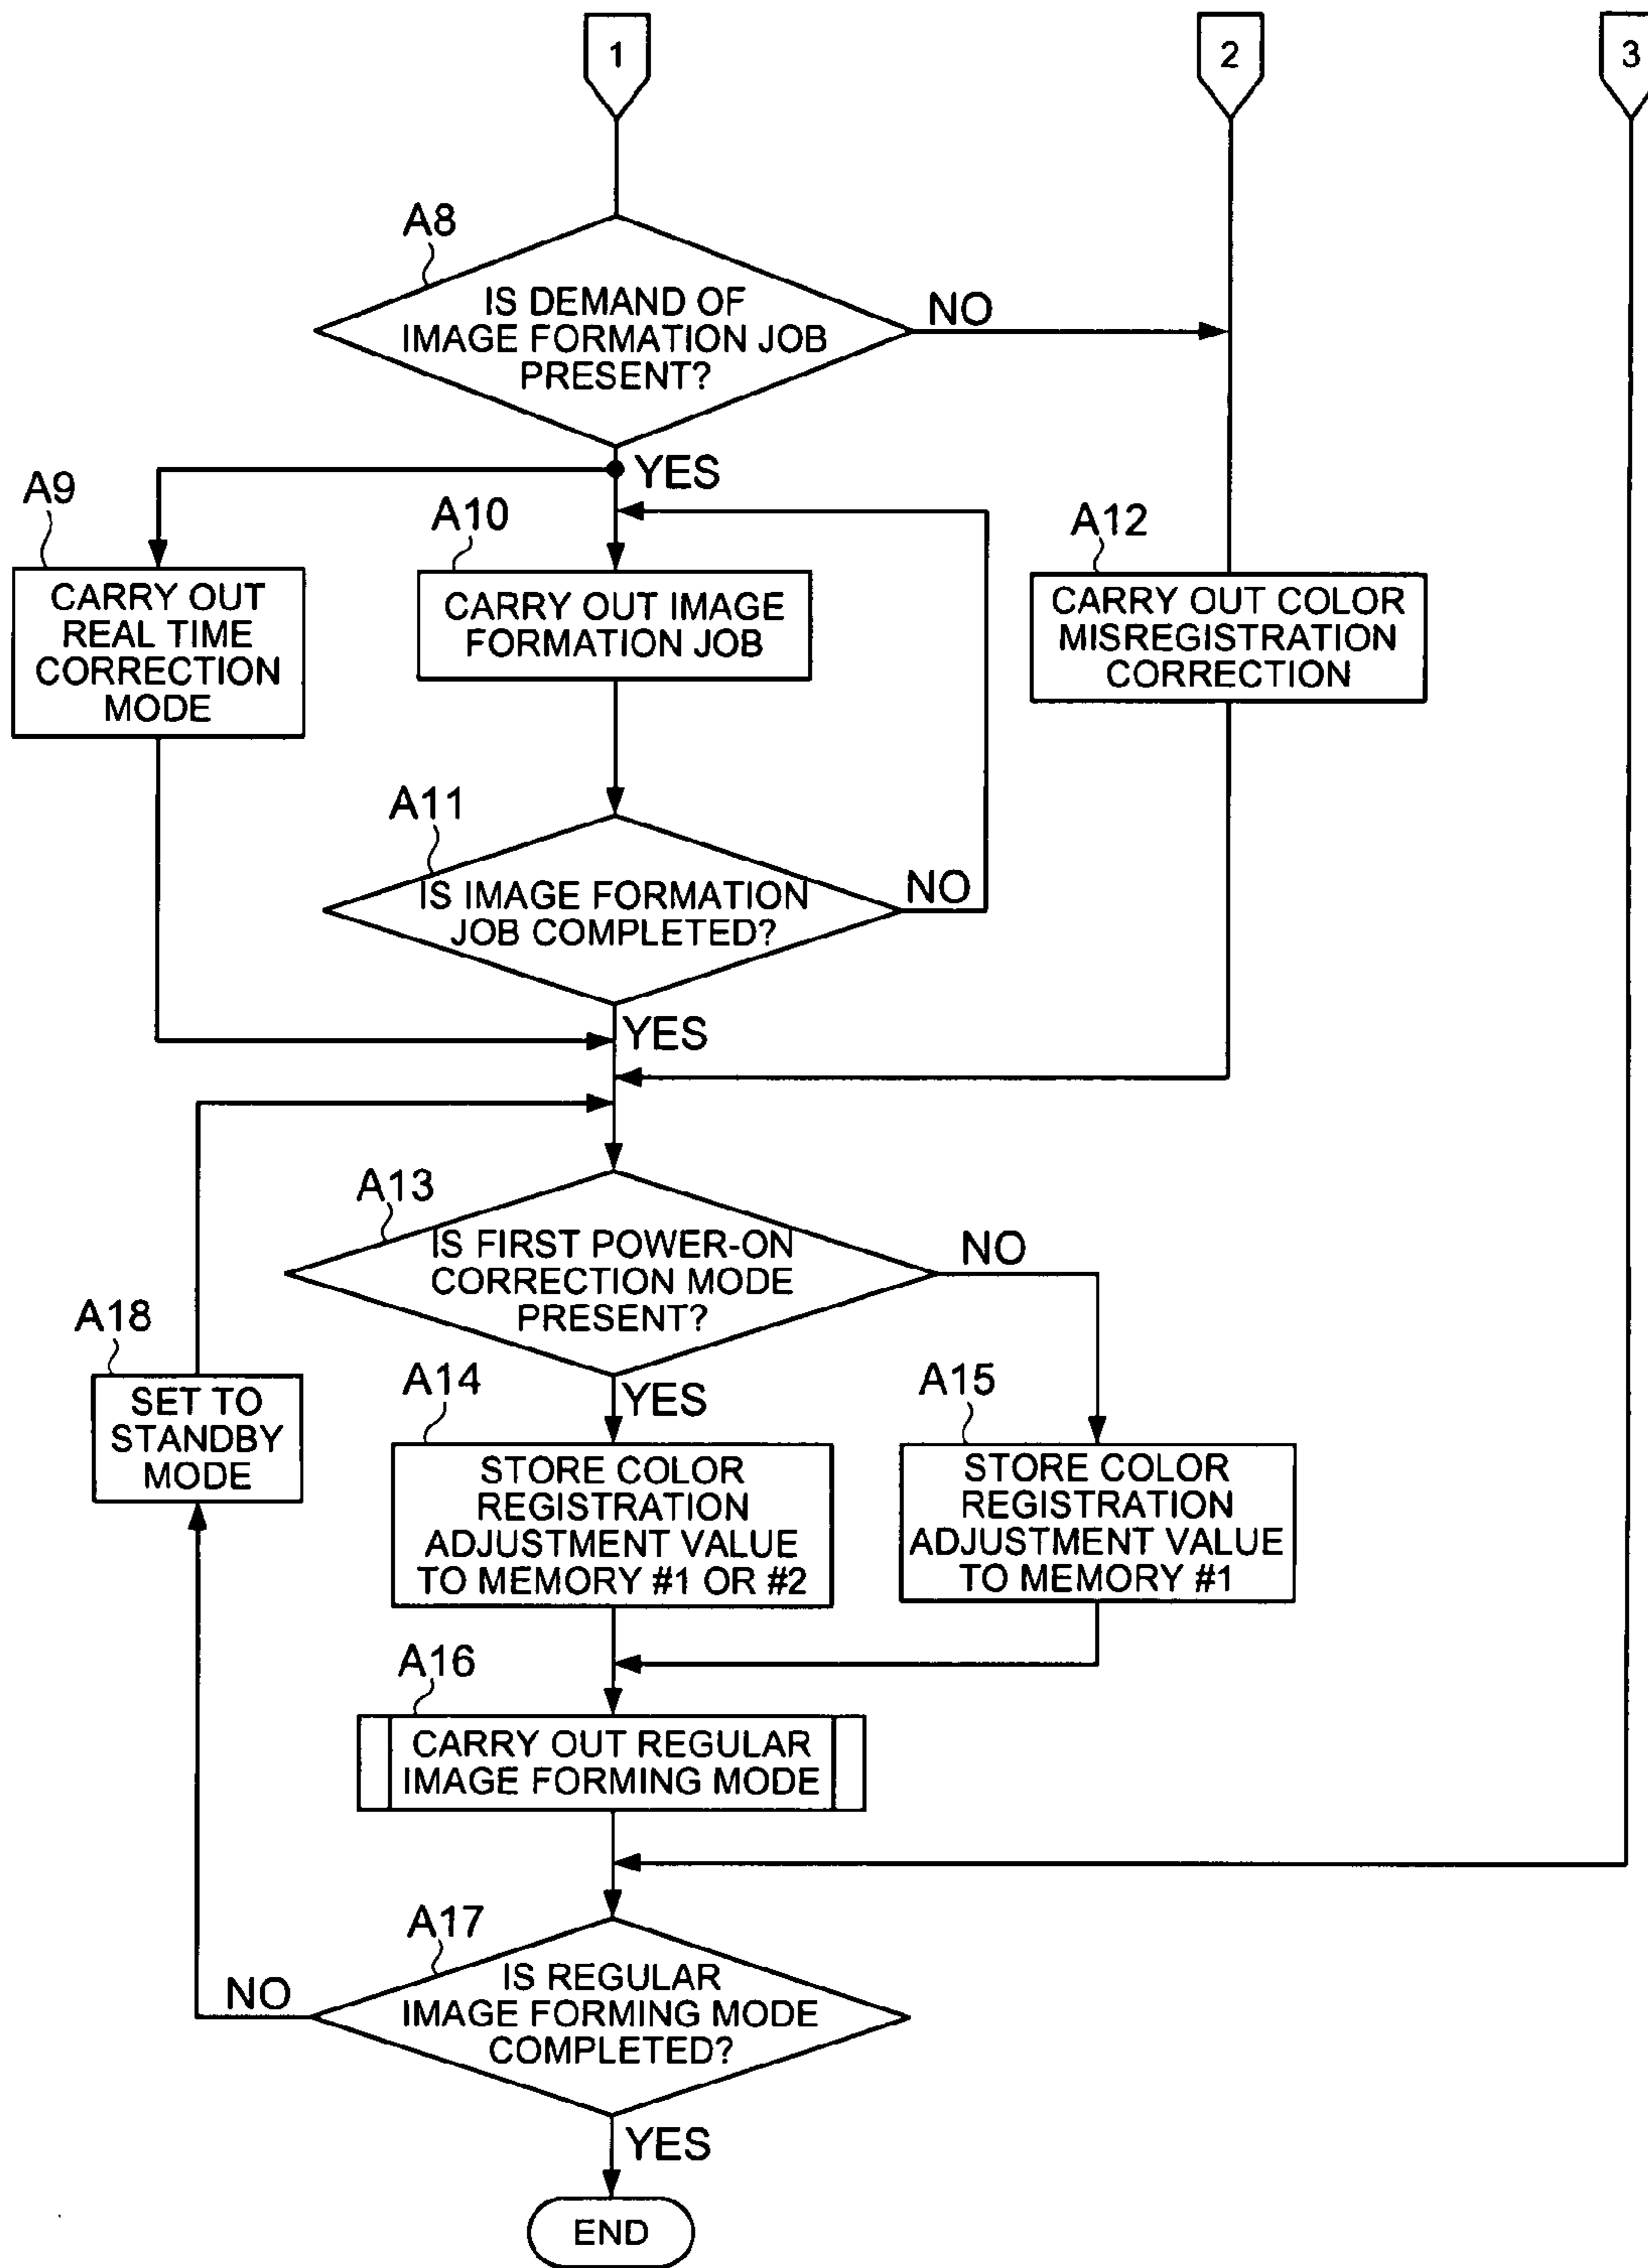 1
2
3
A8
IS DEMAND OF
IMAGE FORMATION JOB
PRESENT?
NO
YES
A9
CARRY OUT
REAL TIME
CORRECTION
MODE
A10
CARRY OUT IMAGE
FORMATION JOB
A12
CARRY OUT COLOR
MISREGISTRATION
CORRECTION
A11
IS IMAGE FORMATION
JOB COMPLETED?
NO
YES
A13
IS FIRST POWER-ON
CORRECTION MODE
PRESENT?
NO
YES
A18
SET TO
STANDBY
MODE
A14
STORE COLOR
REGISTRATION
ADJUSTMENT VALUE
TO MEMORY #1 OR #2
A15
STORE COLOR
REGISTRATION
ADJUSTMENT VALUE
TO MEMORY #1
A16
CARRY OUT REGULAR
IMAGE FORMING MODE
A17
IS REGULAR
IMAGE FORMING MODE
COMPLETED?
NO
YES
END